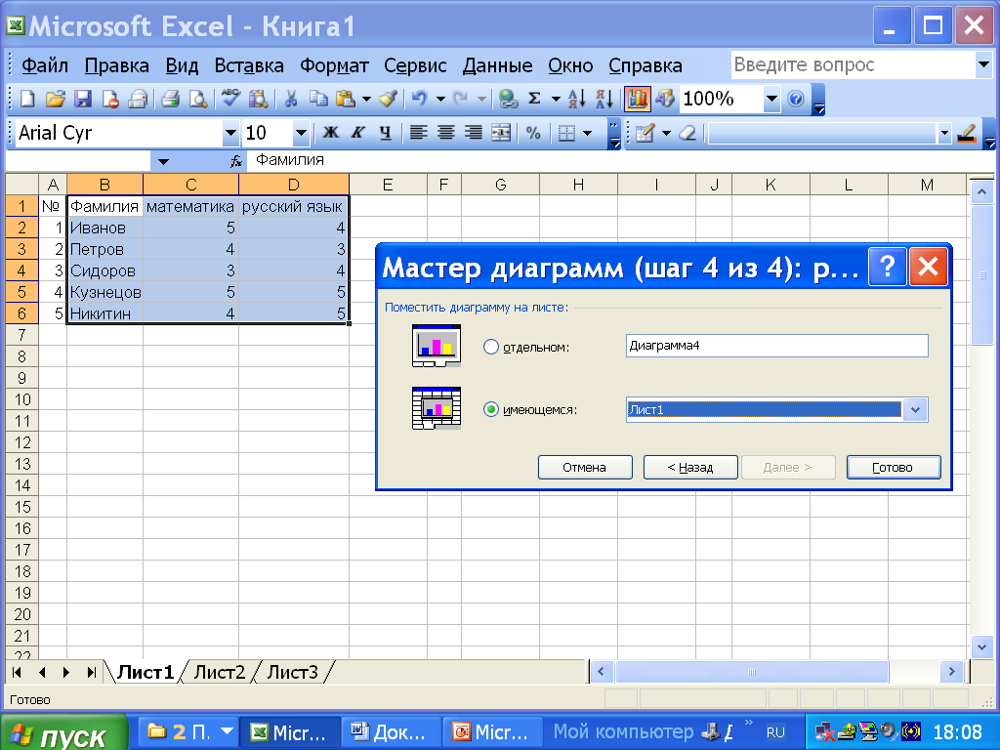 Microsoft Excel - Книга1
Файл Правка Вид Вставка Формат Сервис Данные Окно Справка Введите вопрос
100%
Arial Cyr 10 Ж К Ч %
fx Фамилия
A B C D E F G H I J K L M
1 № Фамилия математика русский язык
2 1 Иванов 5 4
3 2 Петров 4 3
4 3 Сидоров 3 4
5 4 Кузнецов 5 5
6 5 Никитин 4 5
7
8
9
10
11
12
13
14
15
16
17
18
19
20
21
22
Мастер диаграмм (шаг 4 из 4): р...
Поместить диаграмму на листе:
отдельном: Диаграмма4
имеющемся: Лист1
Отмена < Назад Далее > Готово
Лист1 Лист2 Лист3
Готово
пуск 2 П. Micr... Док... Micr... Мой компьютер » RU 18:08